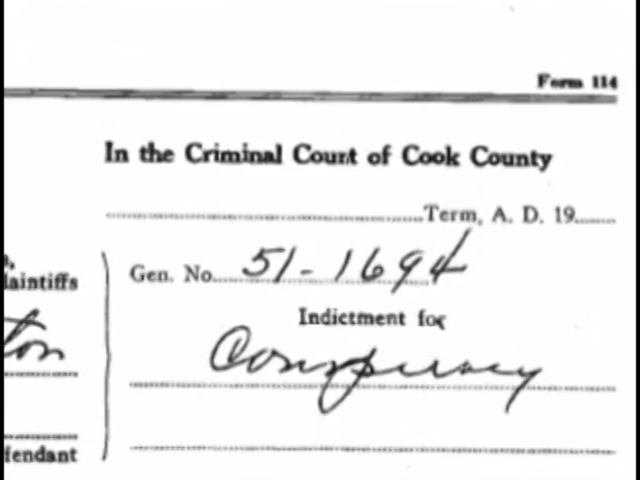 Form 114
In the Criminal Court of Cook County
Term, A. D. 19
laintiffs
Gen. No. 51-1694
Indictment for
ton
Conspiracy
fendant